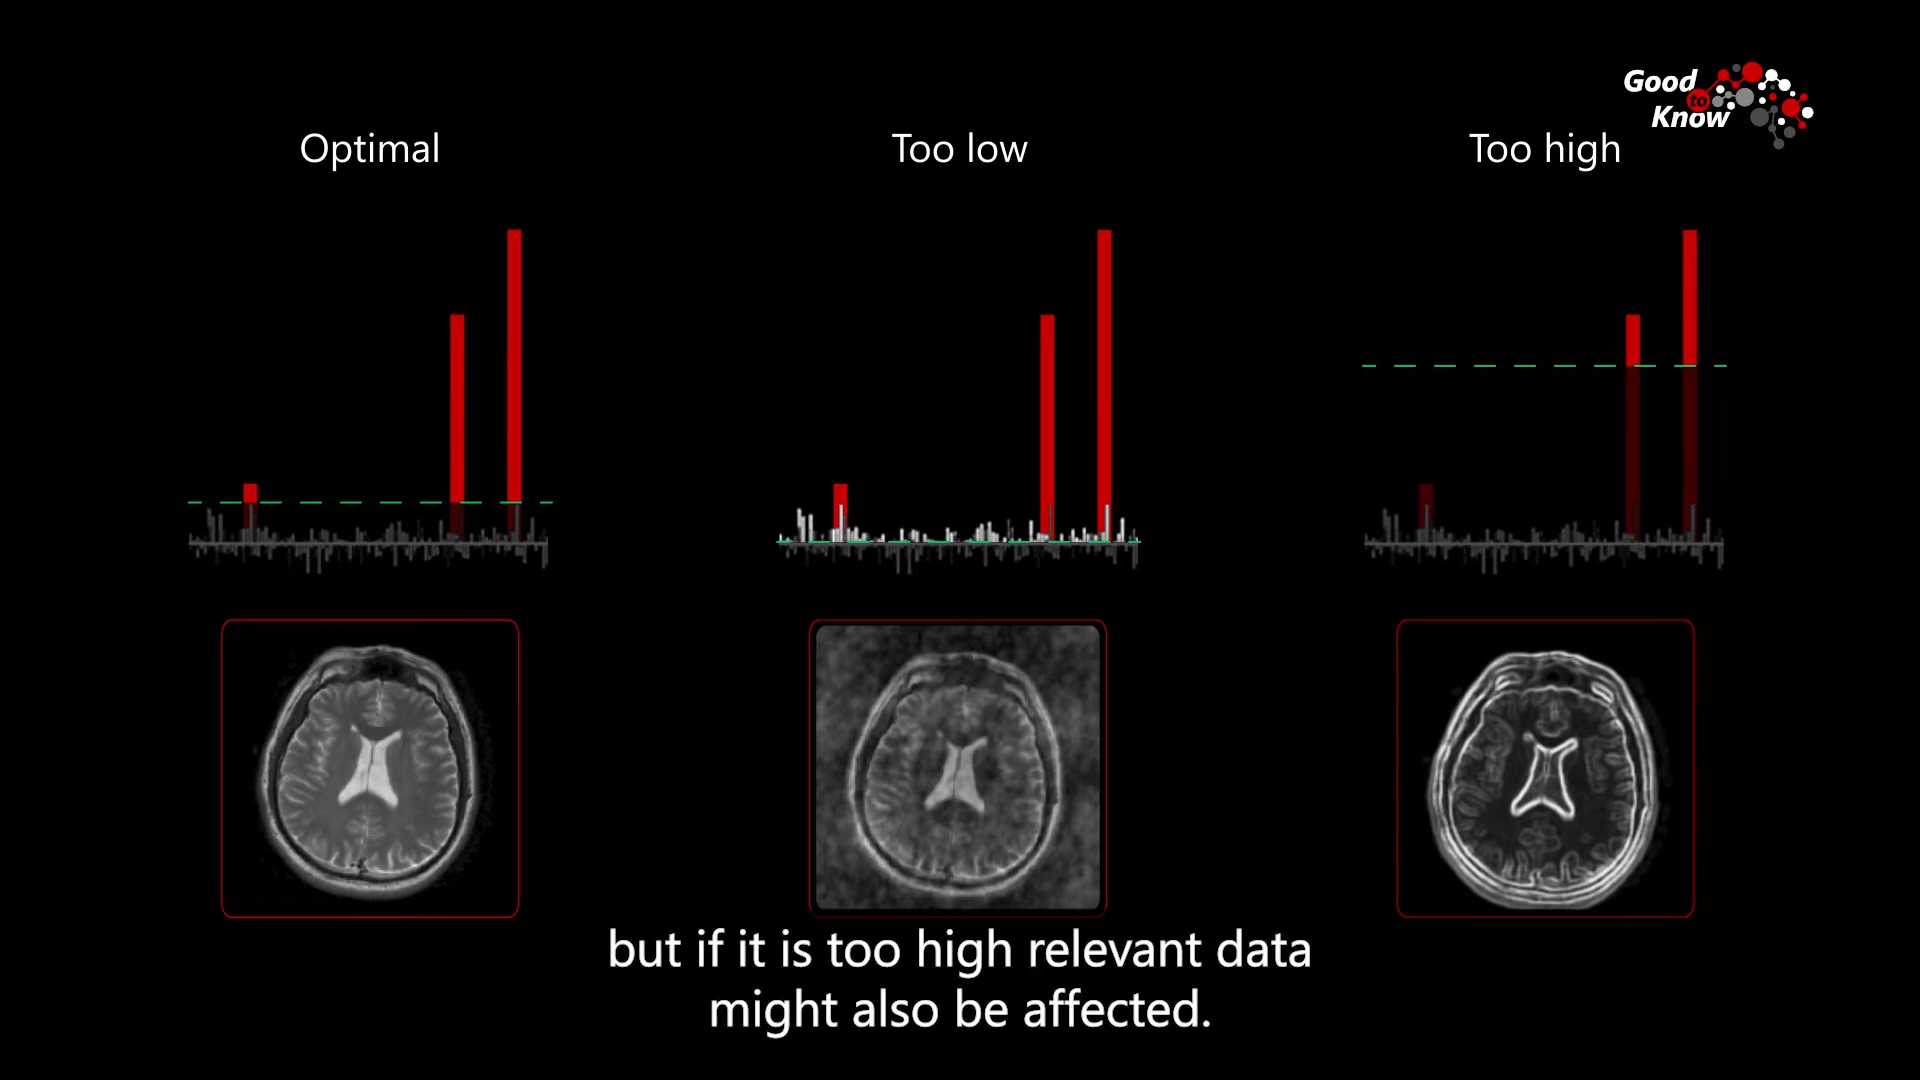 Good
to
Know
Optimal
Too low
Too high
but if it is too high relevant data
might also be affected.